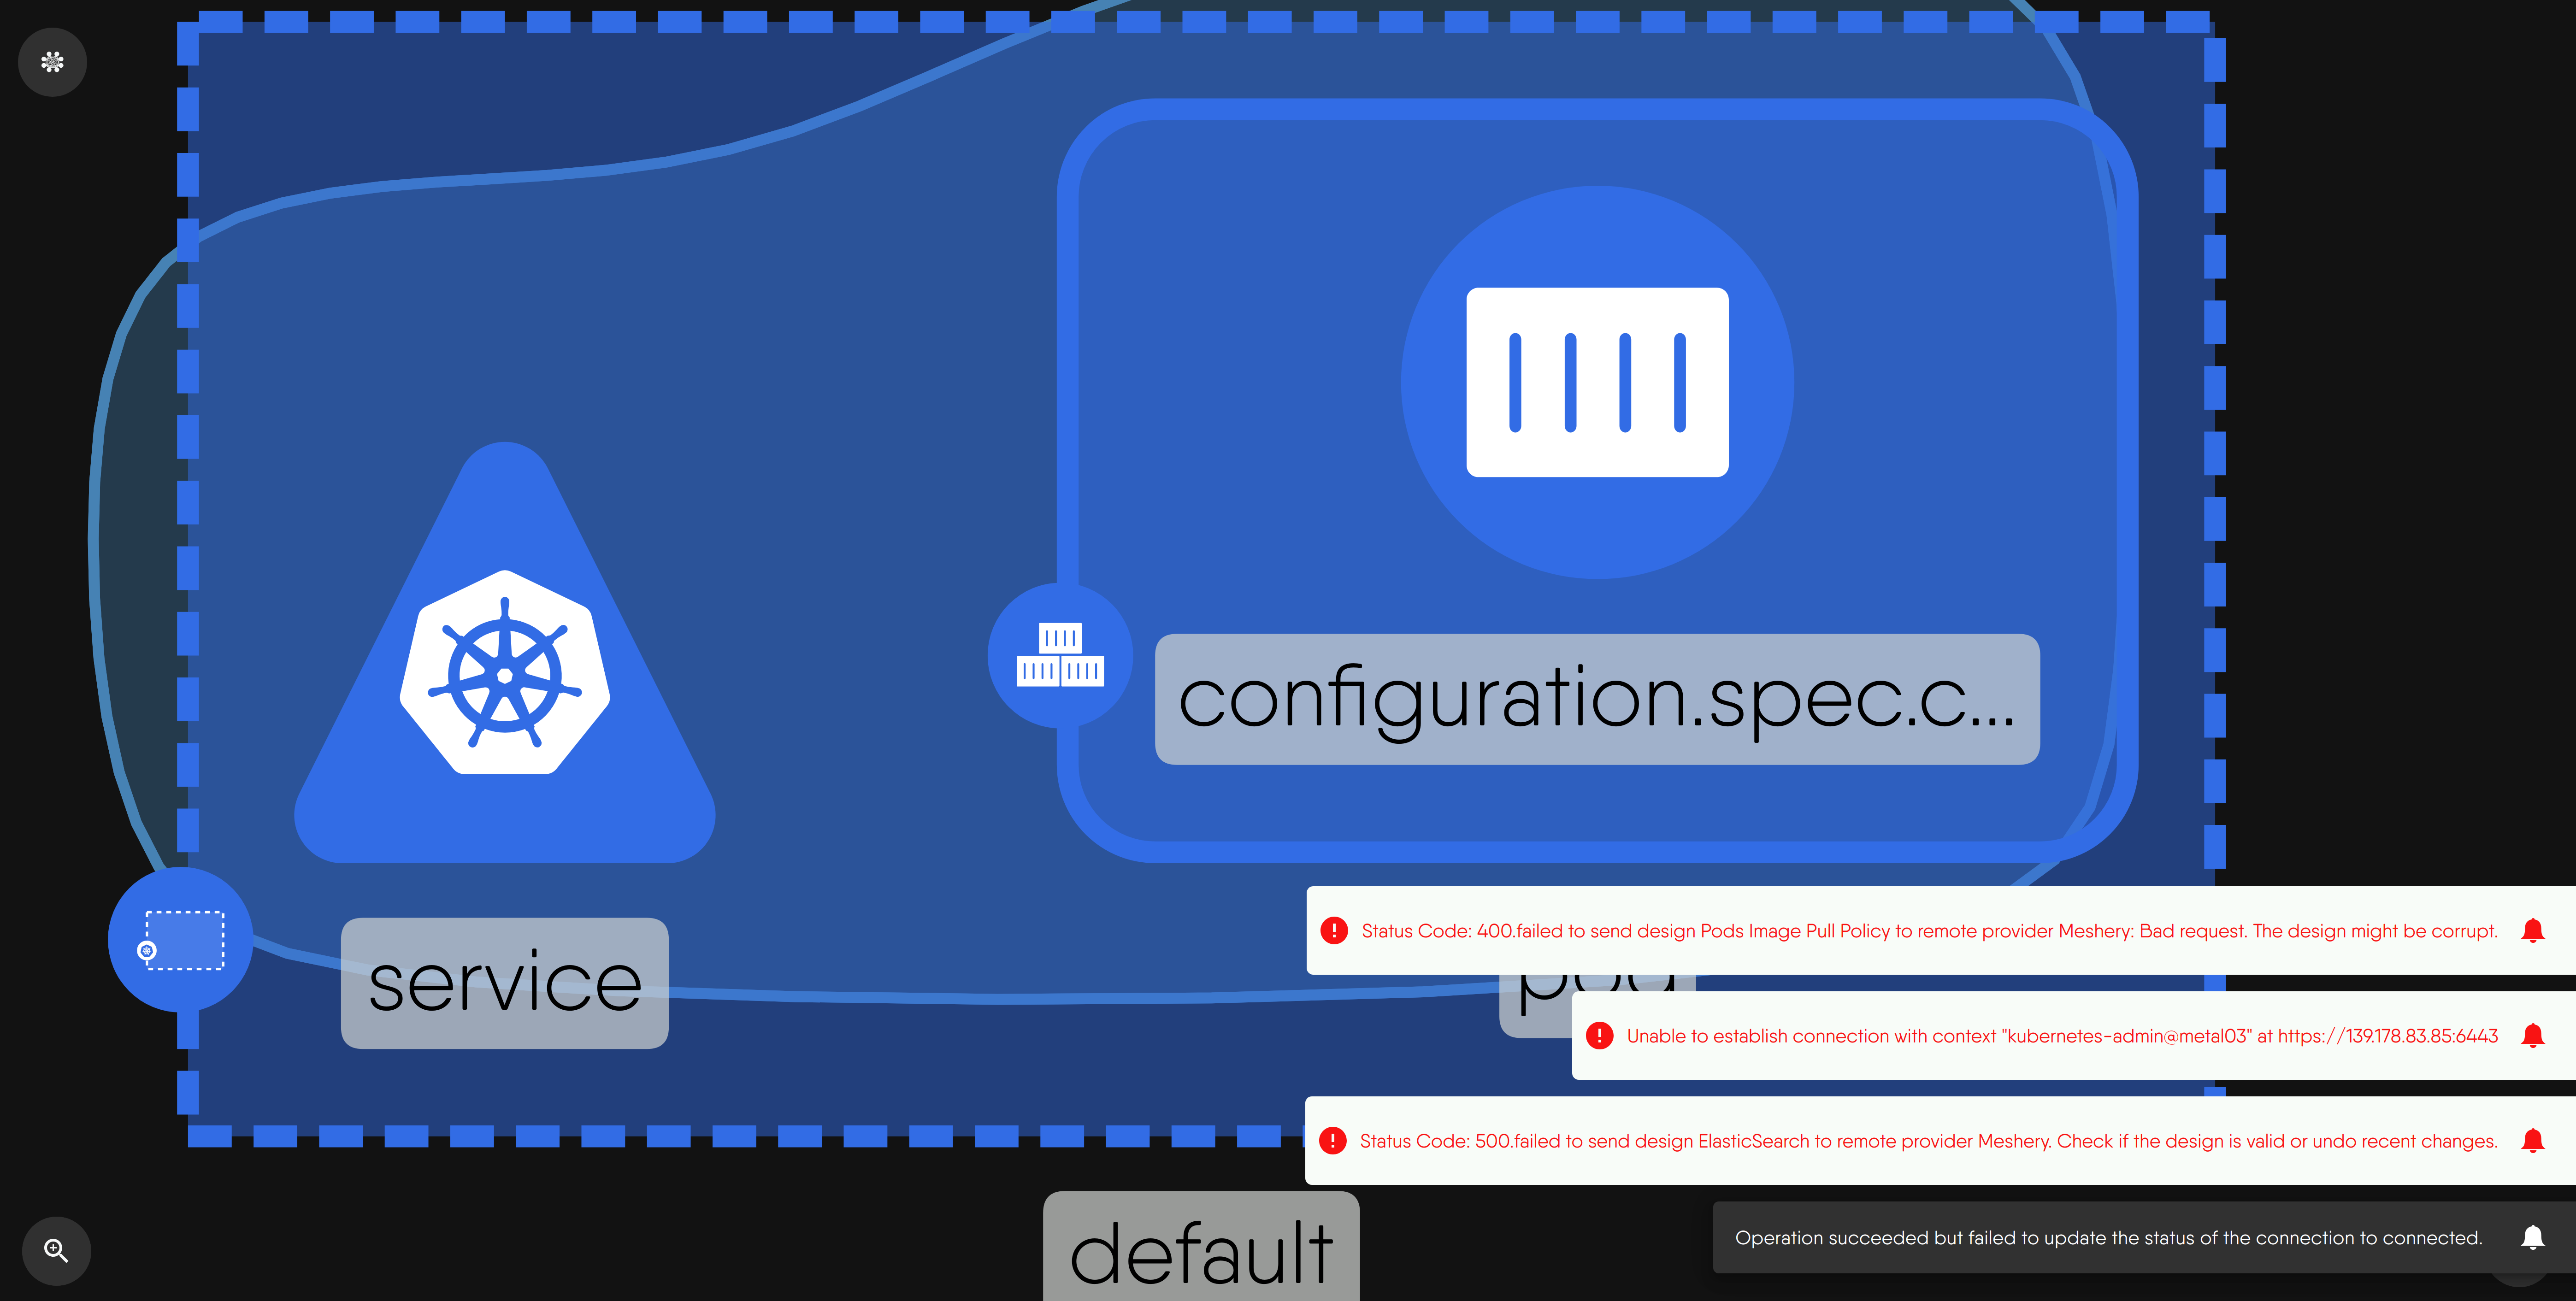 configuration.spec.c...
service
Status Code: 400.failed to send design Pods Image Pull Policy to remote provider Meshery: Bad request. The design might be corrupt.
pod
Unable to establish connection with context "kubernetes-admin@metal03" at https://139.178.83.85:6443
Status Code: 500.failed to send design ElasticSearch to remote provider Meshery. Check if the design is valid or undo recent changes.
Operation succeeded but failed to update the status of the connection to connected.
default